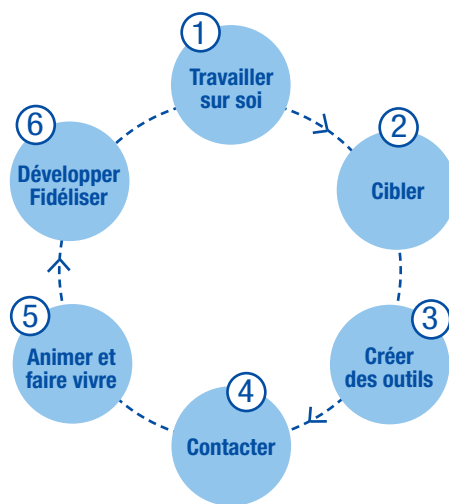 1
Travailler
sur soi
2
Cibler
3
Créer
des outils
4
Contacter
5
Animer et
faire vivre
6
Développer
Fidéliser